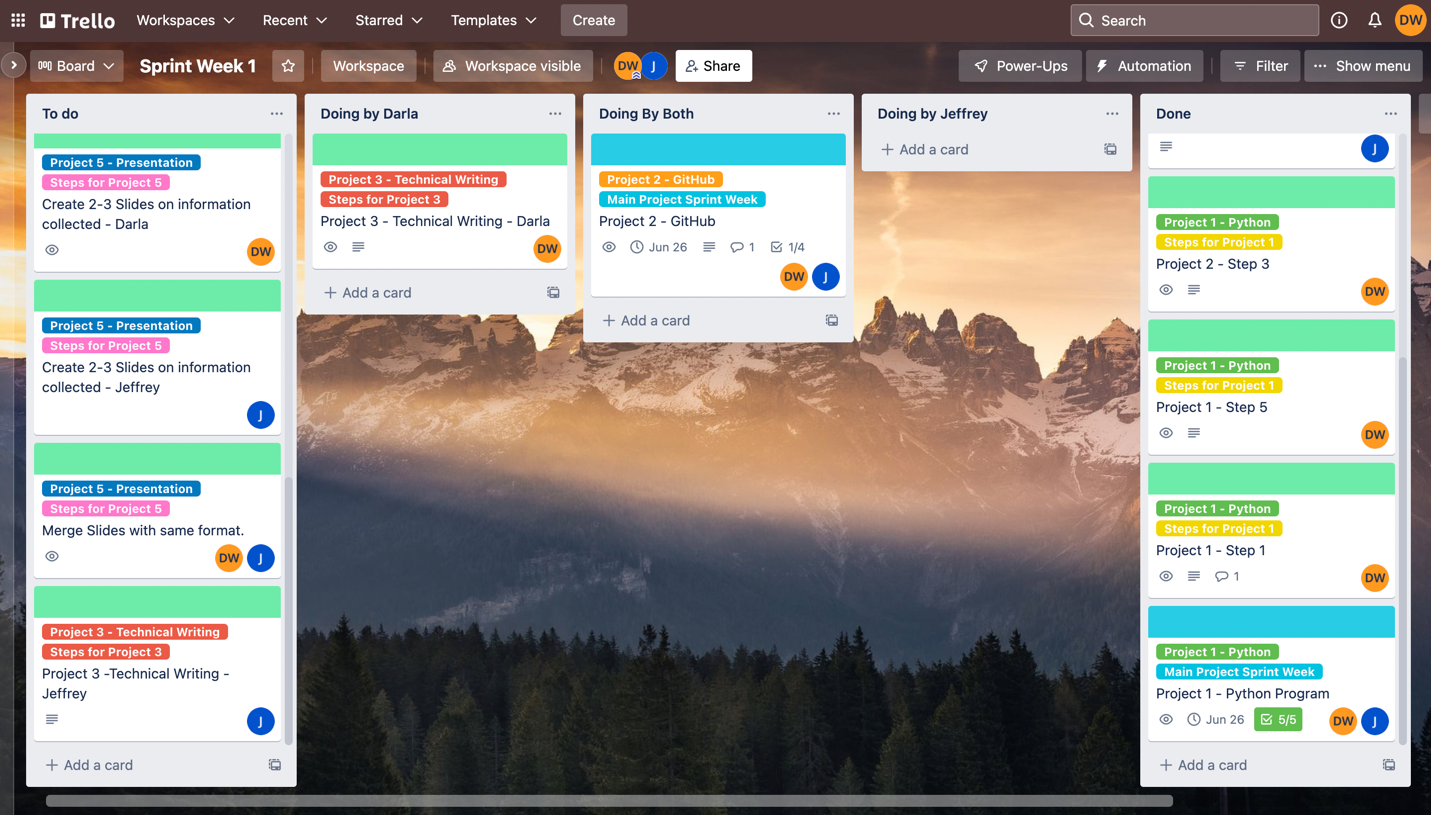 Trello
Workspaces
Recent
Starred
Templates
Create
Search
DW
Board
Sprint Week 1
Workspace
Workspace visible
DW
J
Share
Power-Ups
Automation
Filter
Show menu
To do
Project 5 - Presentation
Steps for Project 5
Create 2-3 Slides on information
collected - Darla
DW
Project 5 - Presentation
Steps for Project 5
Create 2-3 Slides on information
collected - Jeffrey
J
Project 5 - Presentation
Steps for Project 5
Merge Slides with same format.
DW
J
Project 3 - Technical Writing
Steps for Project 3
Project 3 -Technical Writing -
Jeffrey
J
Add a card
Doing by Darla
Project 3 - Technical Writing
Steps for Project 3
Project 3 - Technical Writing - Darla
DW
Add a card
Doing By Both
Project 2 - GitHub
Main Project Sprint Week
Project 2 - GitHub
Jun 26
1
1/4
DW
J
Add a card
Doing by Jeffrey
Add a card
Done
J
Project 1 - Python
Steps for Project 1
Project 2 - Step 3
DW
Project 1 - Python
Steps for Project 1
Project 1 - Step 5
DW
Project 1 - Python
Steps for Project 1
Project 1 - Step 1
1
DW
Project 1 - Python
Main Project Sprint Week
Project 1 - Python Program
Jun 26
5/5
DW
J
Add a card